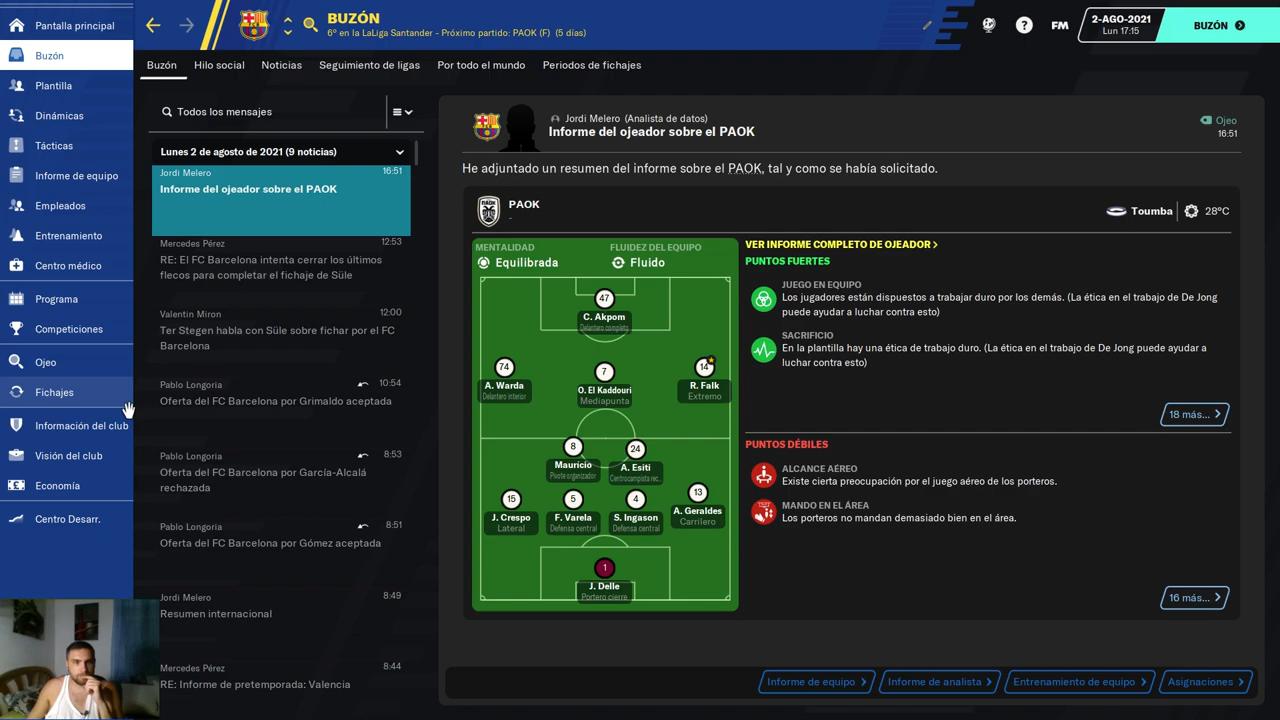 Pantalla principal
Buzón
Plantilla
Dinámicas
Tácticas
Informe de equipo
Empleados
Entrenamiento
Centro médico
Programa
Competiciones
Ojeo
Fichajes
Información del club
Visión del club
Economía
Centro Desarr.
BUZÓN
6º en la LaLiga Santander - Próximo partido: PAOK (F) (5 días)
FM
2-AGO-2021
Lun 17:15
BUZÓN
Buzón
Hilo social
Noticias
Seguimiento de ligas
Por todo el mundo
Periodos de fichajes
Todos los mensajes
Lunes 2 de agosto de 2021 (9 noticias)
Jordi Melero 16:51
Informe del ojeador sobre el PAOK
Mercedes Pérez 12:53
RE: El FC Barcelona intenta cerrar los últimos
flecos para completar el fichaje de Süle
Valentin Miron 12:00
Ter Stegen habla con Süle sobre fichar por el FC
Barcelona
Pablo Longoria 10:54
Oferta del FC Barcelona por Grimaldo aceptada
Pablo Longoria 8:53
Oferta del FC Barcelona por García-Alcalá
rechazada
Pablo Longoria 8:51
Oferta del FC Barcelona por Gómez aceptada
Jordi Melero 8:49
Resumen internacional
Mercedes Pérez 8:44
RE: Informe de pretemporada: Valencia
Jordi Melero (Analista de datos)
Informe del ojeador sobre el PAOK
Ojeo
16:51
He adjuntado un resumen del informe sobre el PAOK, tal y como se había solicitado.
PAOK
-
Toumba
28°C
MENTALIDAD
Equilibrada
FLUIDEZ DEL EQUIPO
Fluido
47
C. Akpom
Delantero completo
74
A. Warda
Delantero interior
7
O. El Kaddouri
Mediapunta
14
R. Falk
Extremo
8
Maurício
Pivote organizador
24
A. Esiti
Centrocampista rec...
15
J. Crespo
Lateral
5
F. Varela
Defensa central
4
S. Ingason
Defensa central
13
A. Geraldes
Carrilero
1
J. Delle
Portero cierre
VER INFORME COMPLETO DE OJEADOR >
PUNTOS FUERTES
JUEGO EN EQUIPO
Los jugadores están dispuestos a trabajar duro por los demás. (La ética en el trabajo de De Jong
puede ayudar a luchar contra esto)
SACRIFICIO
En la plantilla hay una ética de trabajo duro. (La ética en el trabajo de De Jong puede ayudar a
luchar contra esto)
18 más... >
PUNTOS DÉBILES
ALCANCE AÉREO
Existe cierta preocupación por el juego aéreo de los porteros.
MANDO EN EL ÁREA
Los porteros no mandan demasiado bien en el área.
16 más... >
Informe de equipo >
Informe de analista >
Entrenamiento de equipo >
Asignaciones >